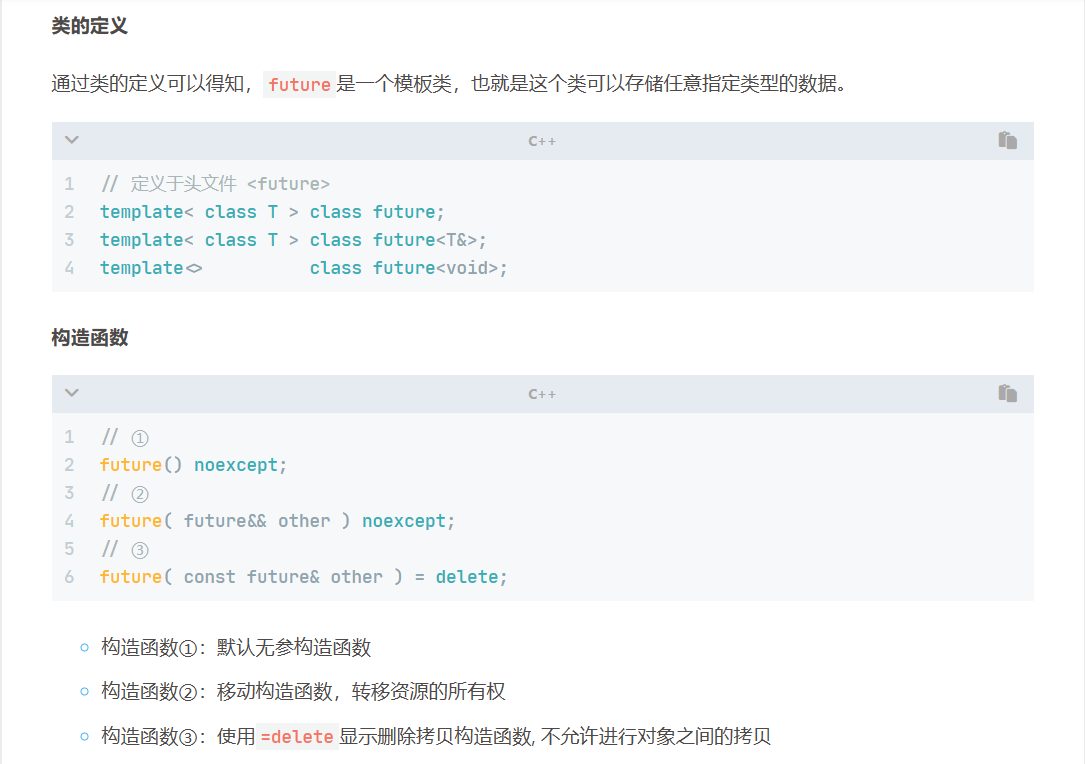 类的定义
通过类的定义可以得知，future 是一个模板类，也就是这个类可以存储任意指定类型的数据。
C++
1 // 定义于头文件 <future>
2 template< class T > class future;
3 template< class T > class future<T&>;
4 template<>          class future<void>;
构造函数
C++
1 // ①
2 future() noexcept;
3 // ②
4 future( future&& other ) noexcept;
5 // ③
6 future( const future& other ) = delete;
构造函数①：默认无参构造函数
构造函数②：移动构造函数，转移资源的所有权
构造函数③：使用 =delete 显示删除拷贝构造函数, 不允许进行对象之间的拷贝